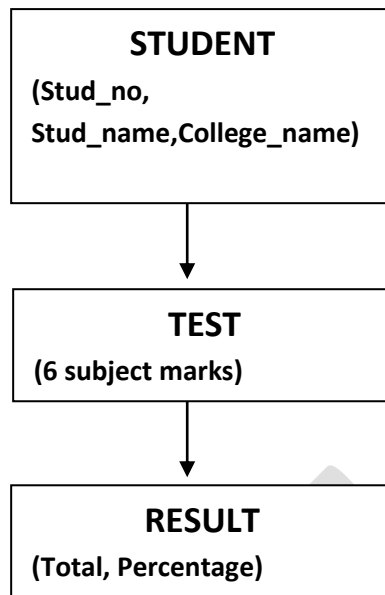 STUDENT
(Stud_no,
Stud_name,College_name)
TEST
(6 subject marks)
RESULT
(Total, Percentage)